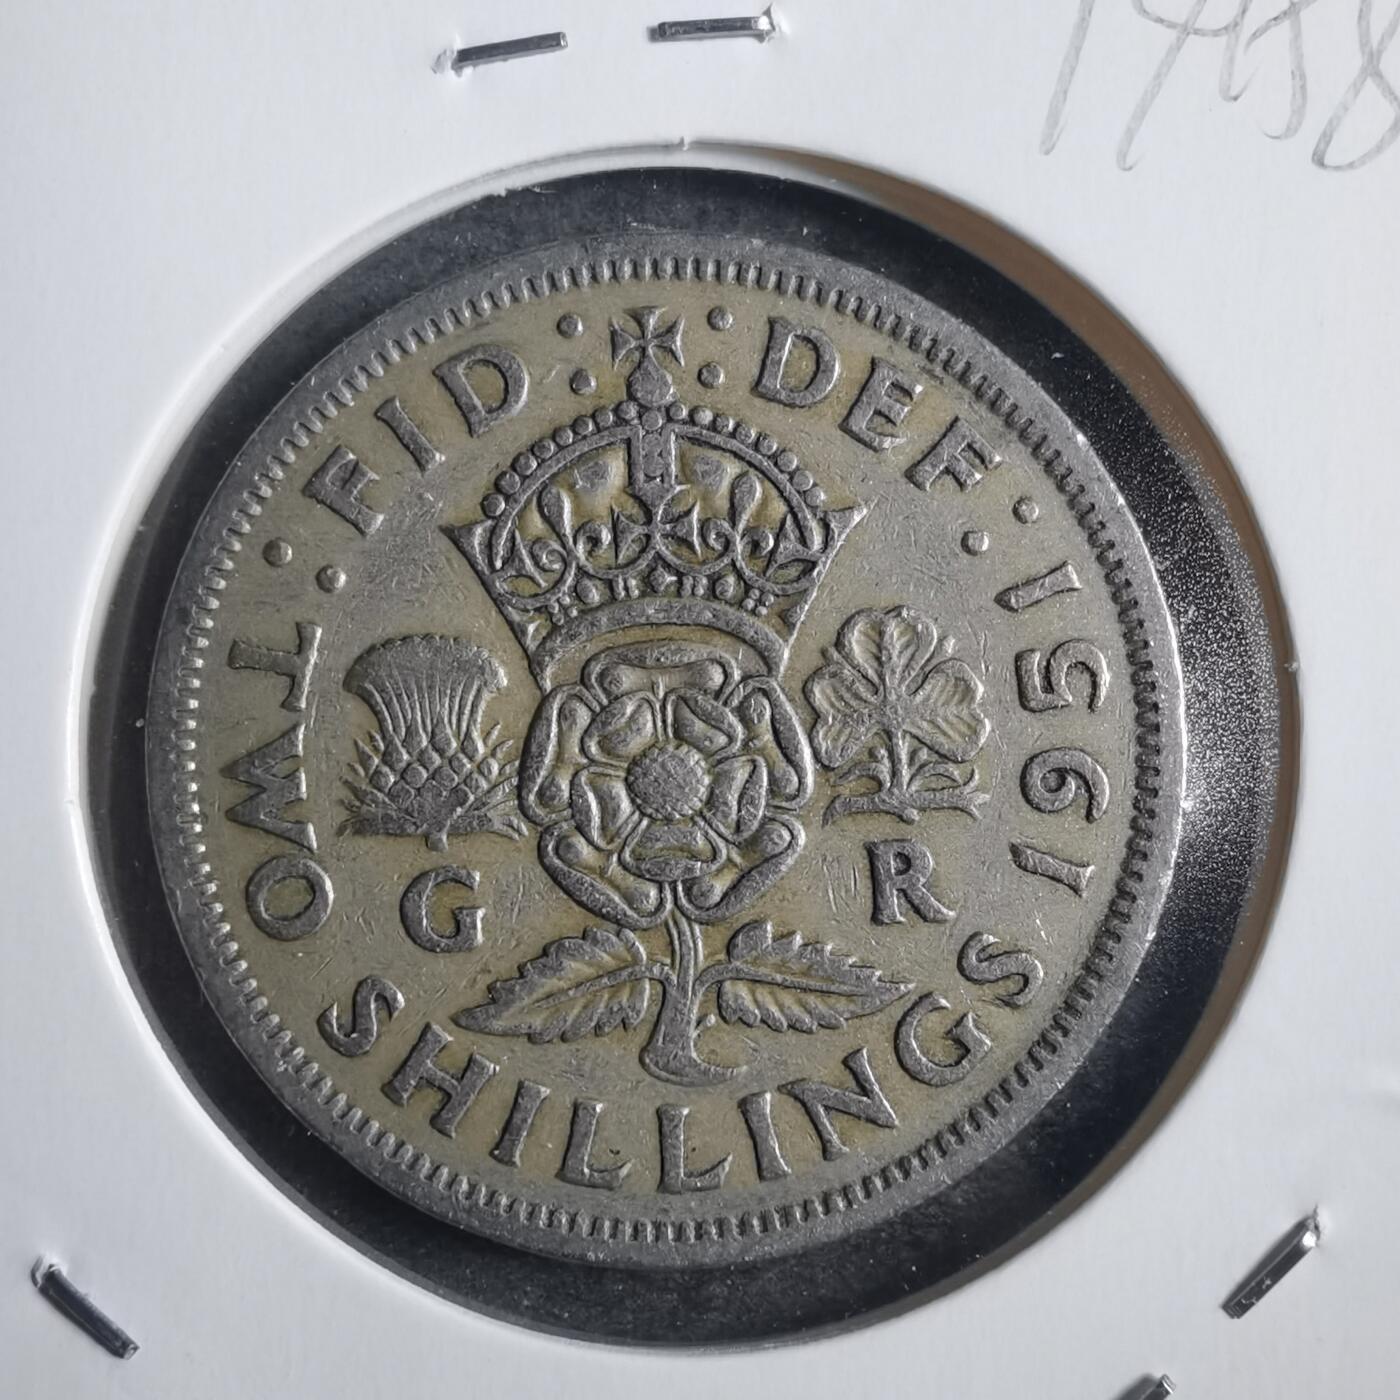 FID : DEF :
: TWO SHILLINGS 1951 :
G R